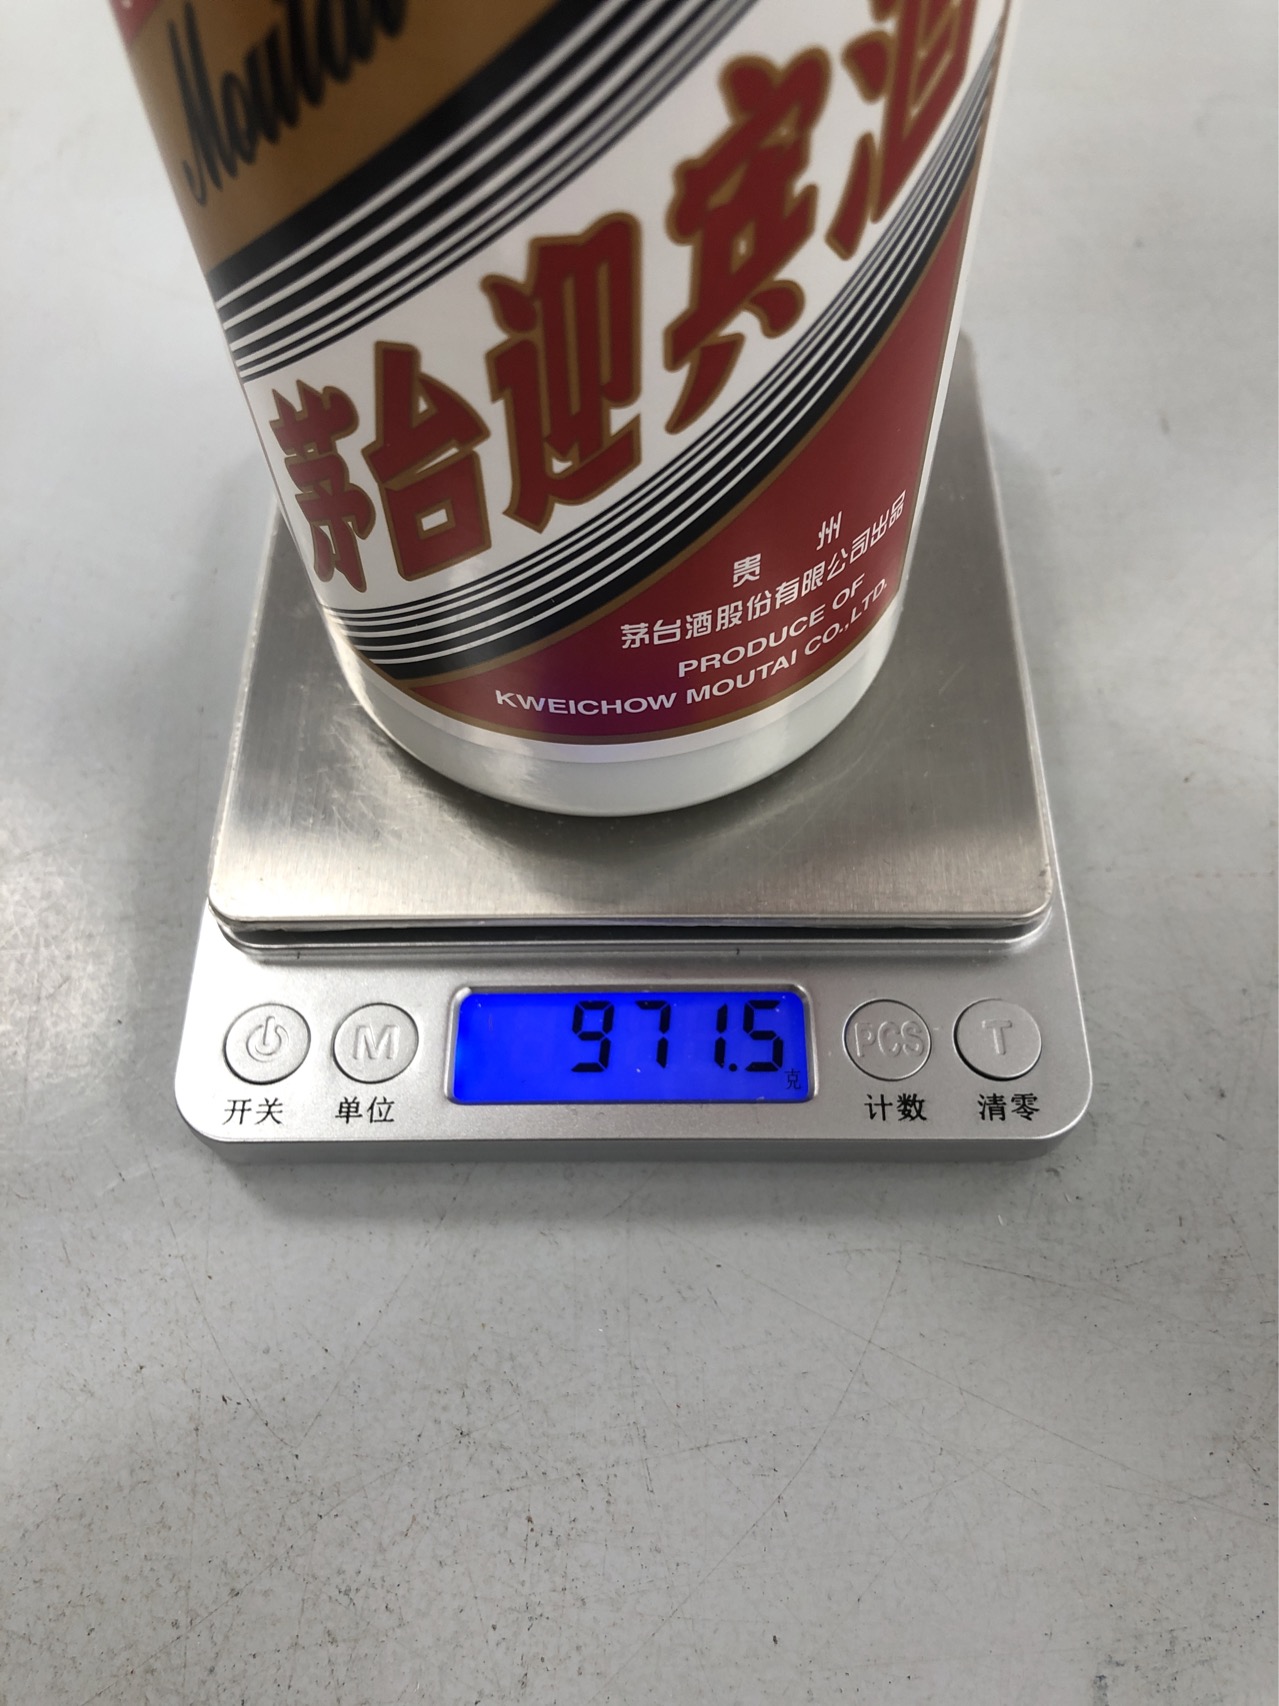 Moutai
茅台迎宾酒
贵州
茅台酒股份有限公司出品
PRODUCE OF
KWEICHOW MOUTAI CO.,LTD.
971.5
克
M
PCS
T
开关
单位
计数
清零